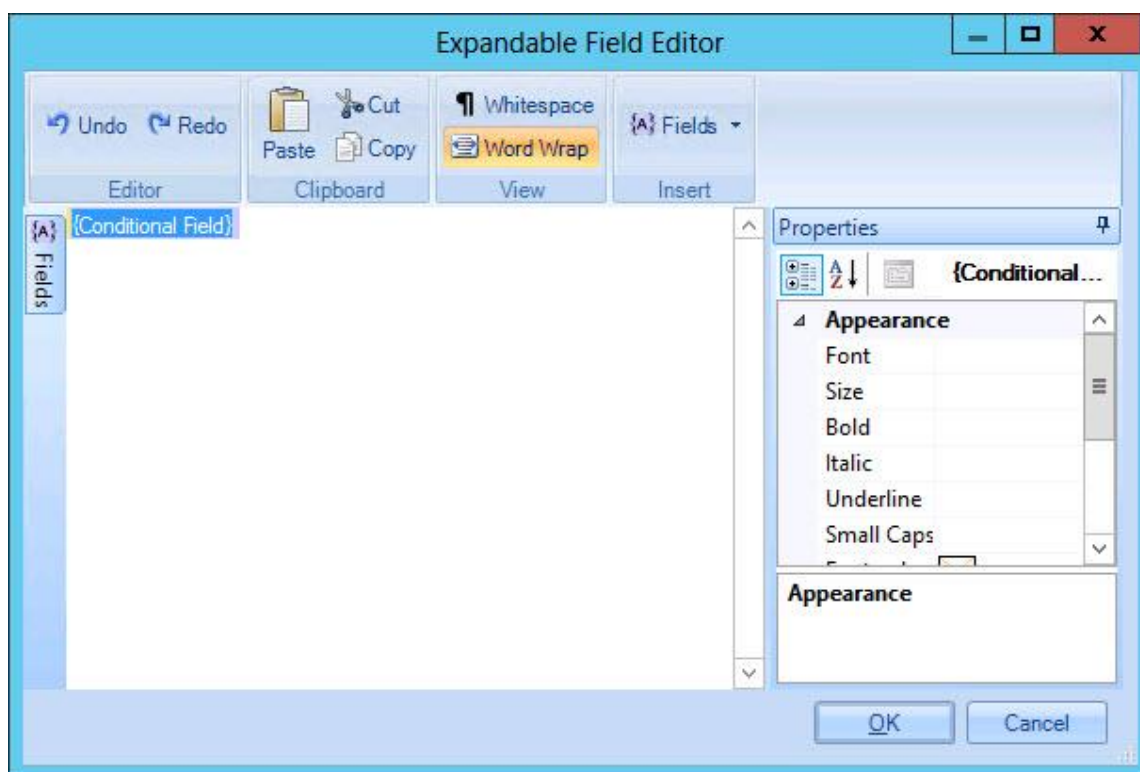 Expandable Field Editor
Undo Redo
Paste
Cut
Copy
Whitespace
Word Wrap
{A} Fields
Editor
Clipboard
View
Insert
{A} Fields
{Conditional Field}
Properties
A
Z
{Conditional...
Appearance
Font
Size
Bold
Italic
Underline
Small Caps
Appearance
OK
Cancel